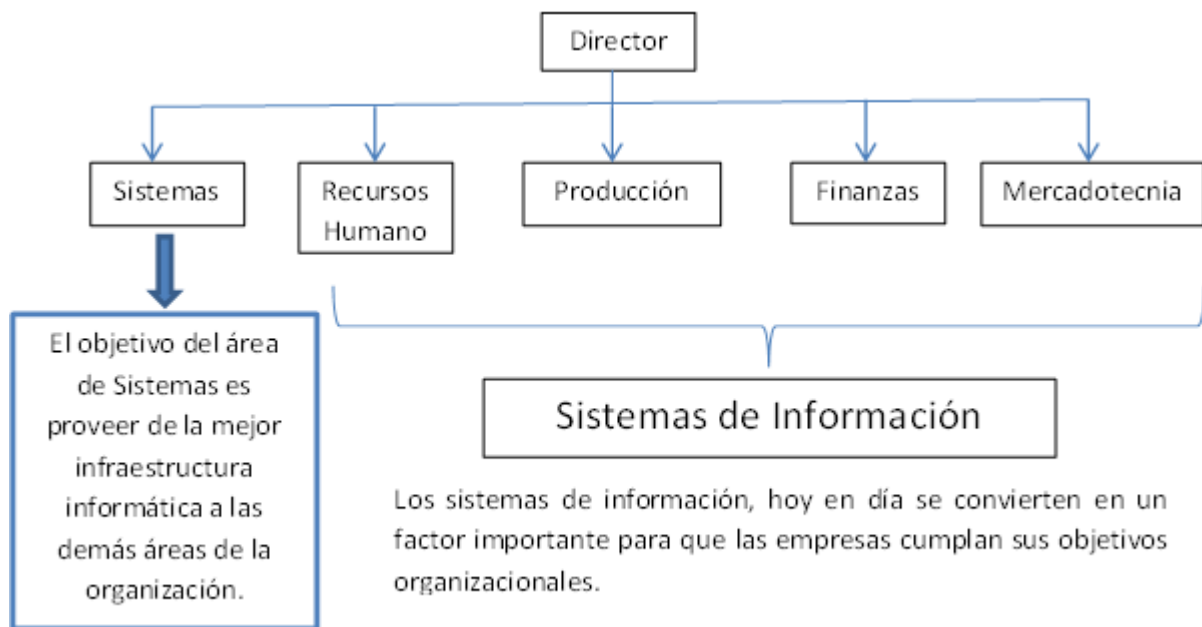 Director
Sistemas
Recursos
Humano
Producción
Finanzas
Mercadotecnia
El objetivo del área
de Sistemas es
proveer de la mejor
infraestructura
informática a las
demás áreas de la
organización.
Sistemas de Información
Los sistemas de información, hoy en día se convierten en un
factor importante para que las empresas cumplan sus objetivos
organizacionales.